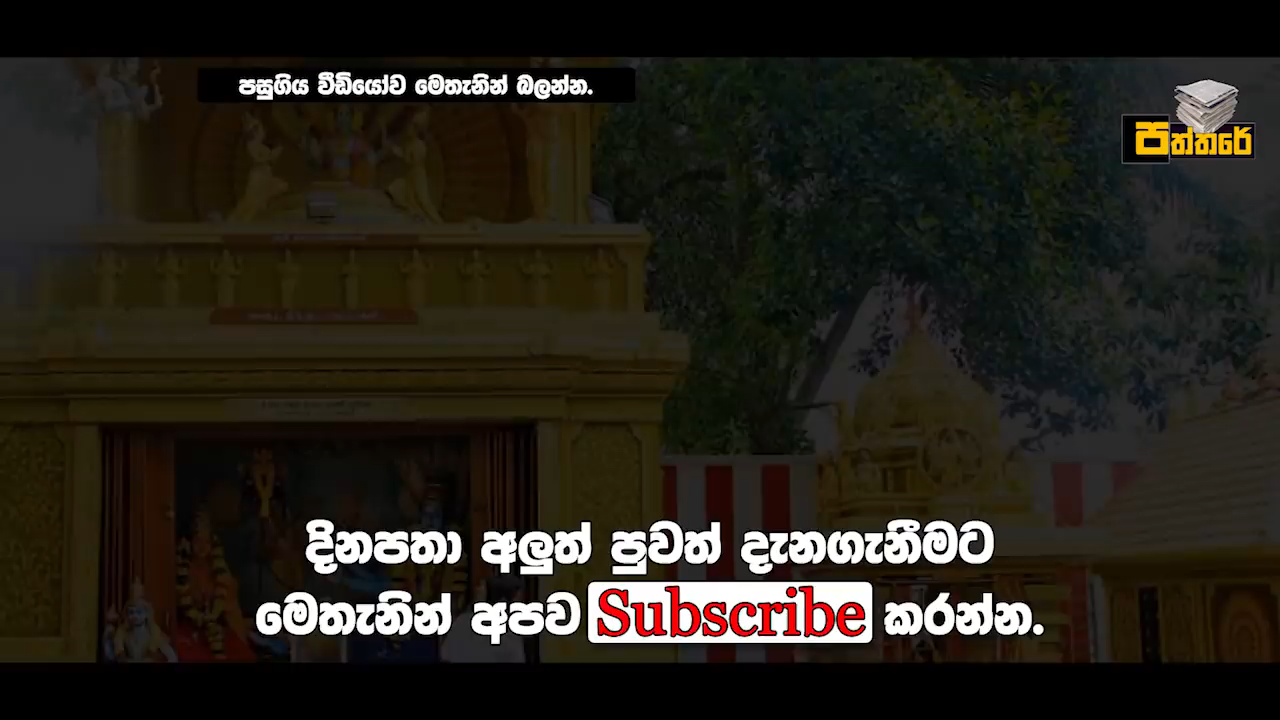 පසුගිය වීඩියෝව මෙතැනින් බලන්න.
පත්තරේ
දිනපතා අලුත් පුවත් දැනගැනීමට
මෙතැනින් අපව Subscribe කරන්න.